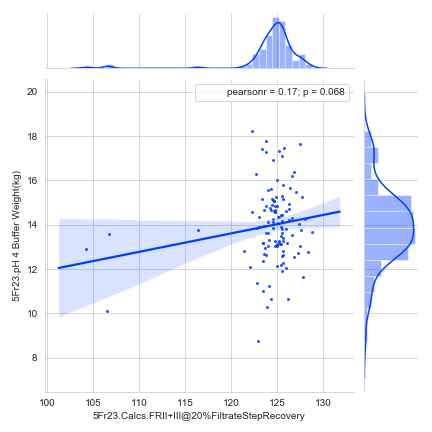 pearsonr = 0.17; p = 0.068
20
18
16
14
12
10
8
5Fr23.pH 4 Buffer Weight(kg)
100 105 110 115 120 125 130
5Fr23.Calcs.FRII+III@20%FiltrateStepRecovery